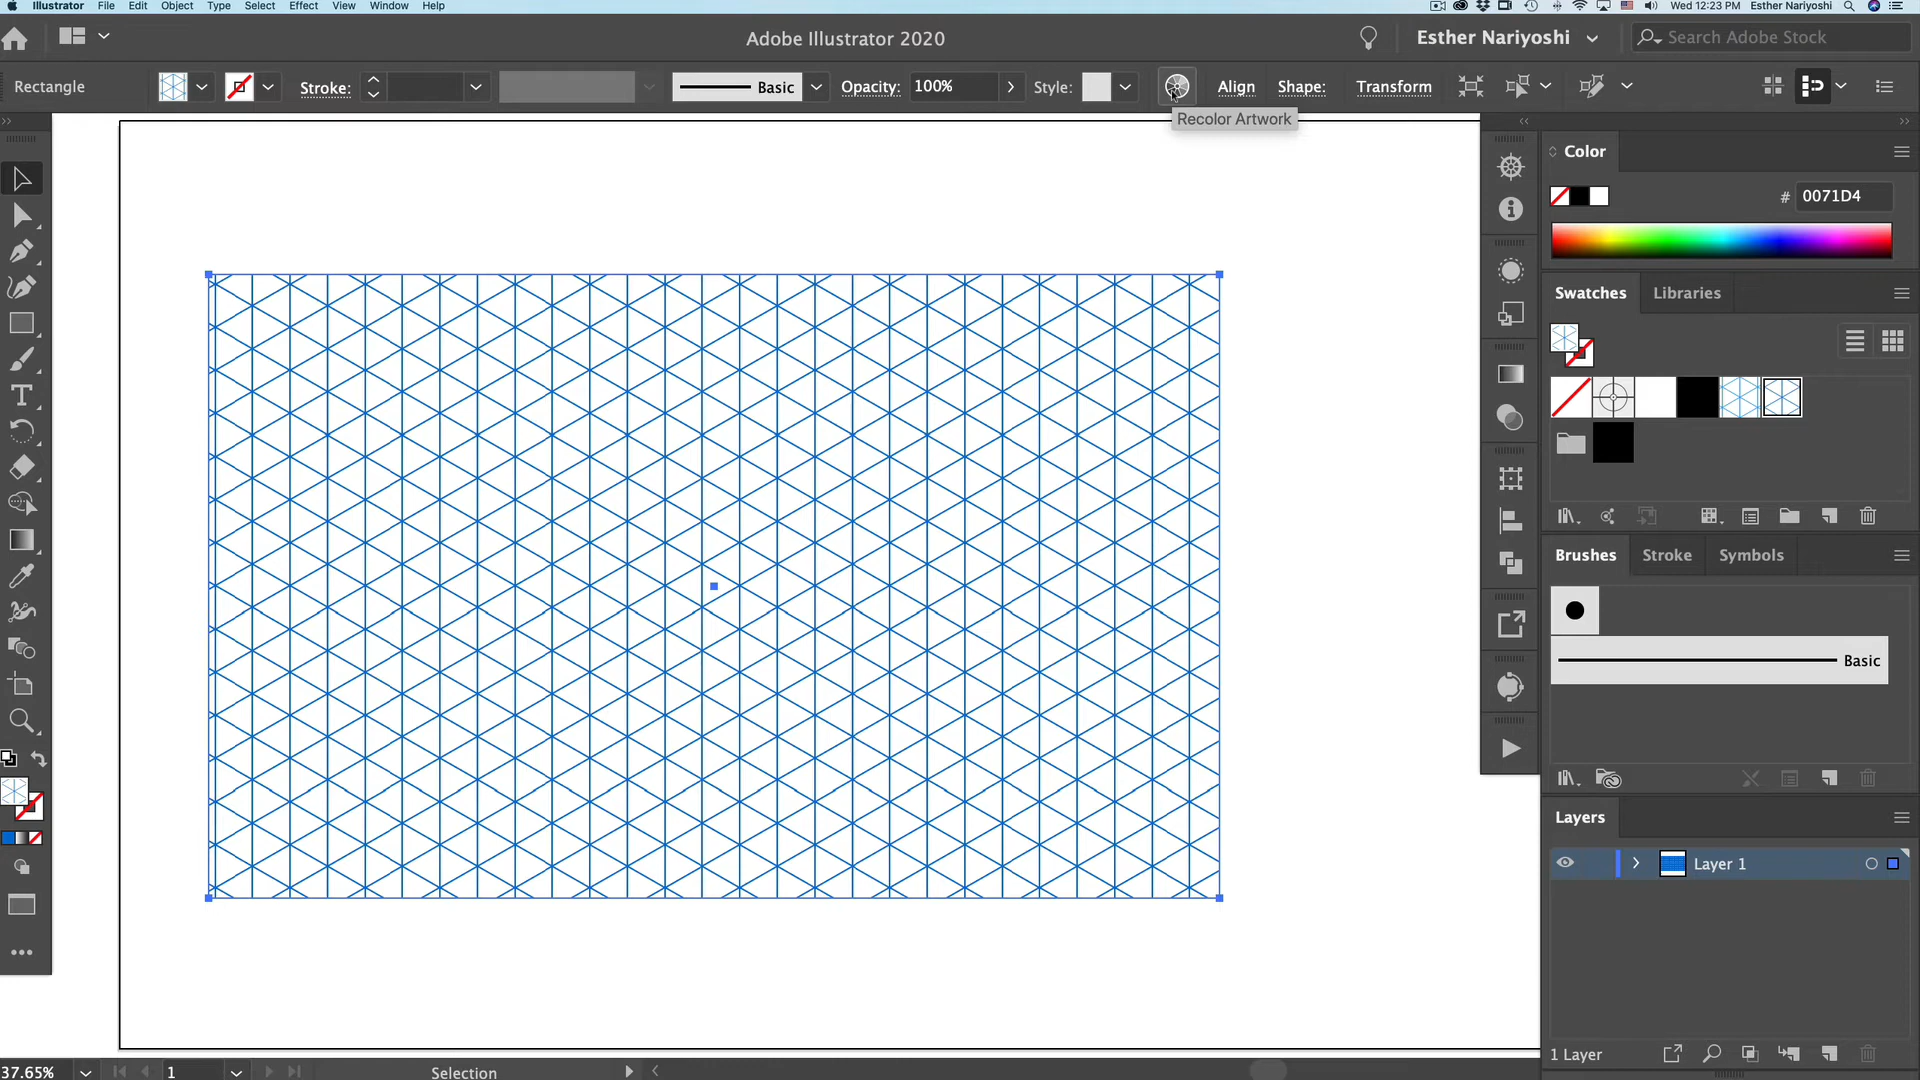 Illustrator File Edit Object Type Select Effect View Window Help
Wed 12:23 PM Esther Nariyoshi
Adobe Illustrator 2020
Esther Nariyoshi
Search Adobe Stock
Rectangle
Stroke:
Basic
Opacity: 100%
Style:
Align
Shape:
Transform
Recolor Artwork
Color
# 0071D4
Swatches Libraries
T
Brushes Stroke Symbols
Basic
Layers
Layer 1
1 Layer
37.65%
1
Selection